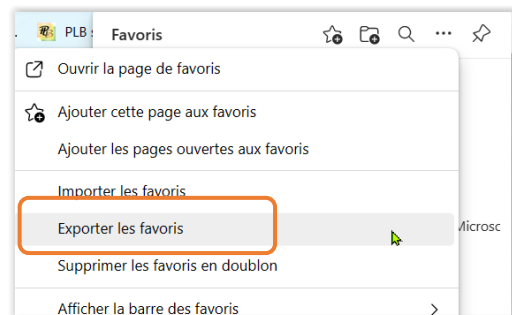 PLB
Favoris
Ouvrir la page de favoris
Ajouter cette page aux favoris
Ajouter les pages ouvertes aux favoris
Importer les favoris
Exporter les favoris
Microsc
Supprimer les favoris en doublon
Afficher la barre des favoris